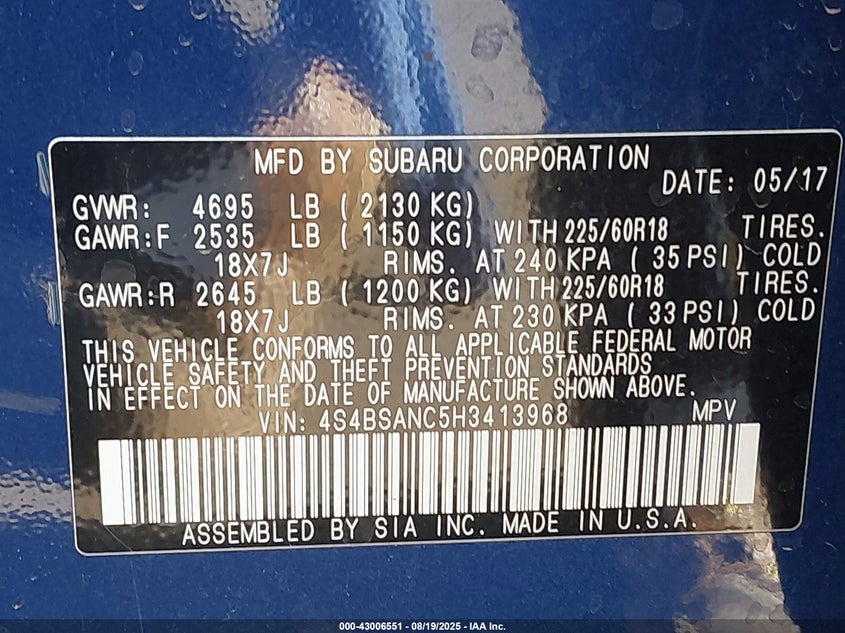 MFD BY SUBARU CORPORATION
DATE: 05/17
GVWR: 4695 LB ( 2130 KG)
GAWR:F 2535 LB ( 1150 KG) WITH 225/60R18 TIRES.
18X7J RIMS. AT 240 KPA ( 35 PSI) COLD
GAWR:R 2645 LB ( 1200 KG) WITH 225/60R18 TIRES.
18X7J RIMS. AT 230 KPA ( 33 PSI) COLD
THIS VEHICLE CONFORMS TO ALL APPLICABLE FEDERAL MOTOR
VEHICLE SAFETY AND THEFT PREVENTION STANDARDS
IN EFFECT ON THE DATE OF MANUFACTURE SHOWN ABOVE.
VIN: 4S4BSANC5H3413968 MPV
ASSEMBLED BY SIA INC. MADE IN U.S.A.
000-43006551 - 08/19/2025 - IAA Inc.